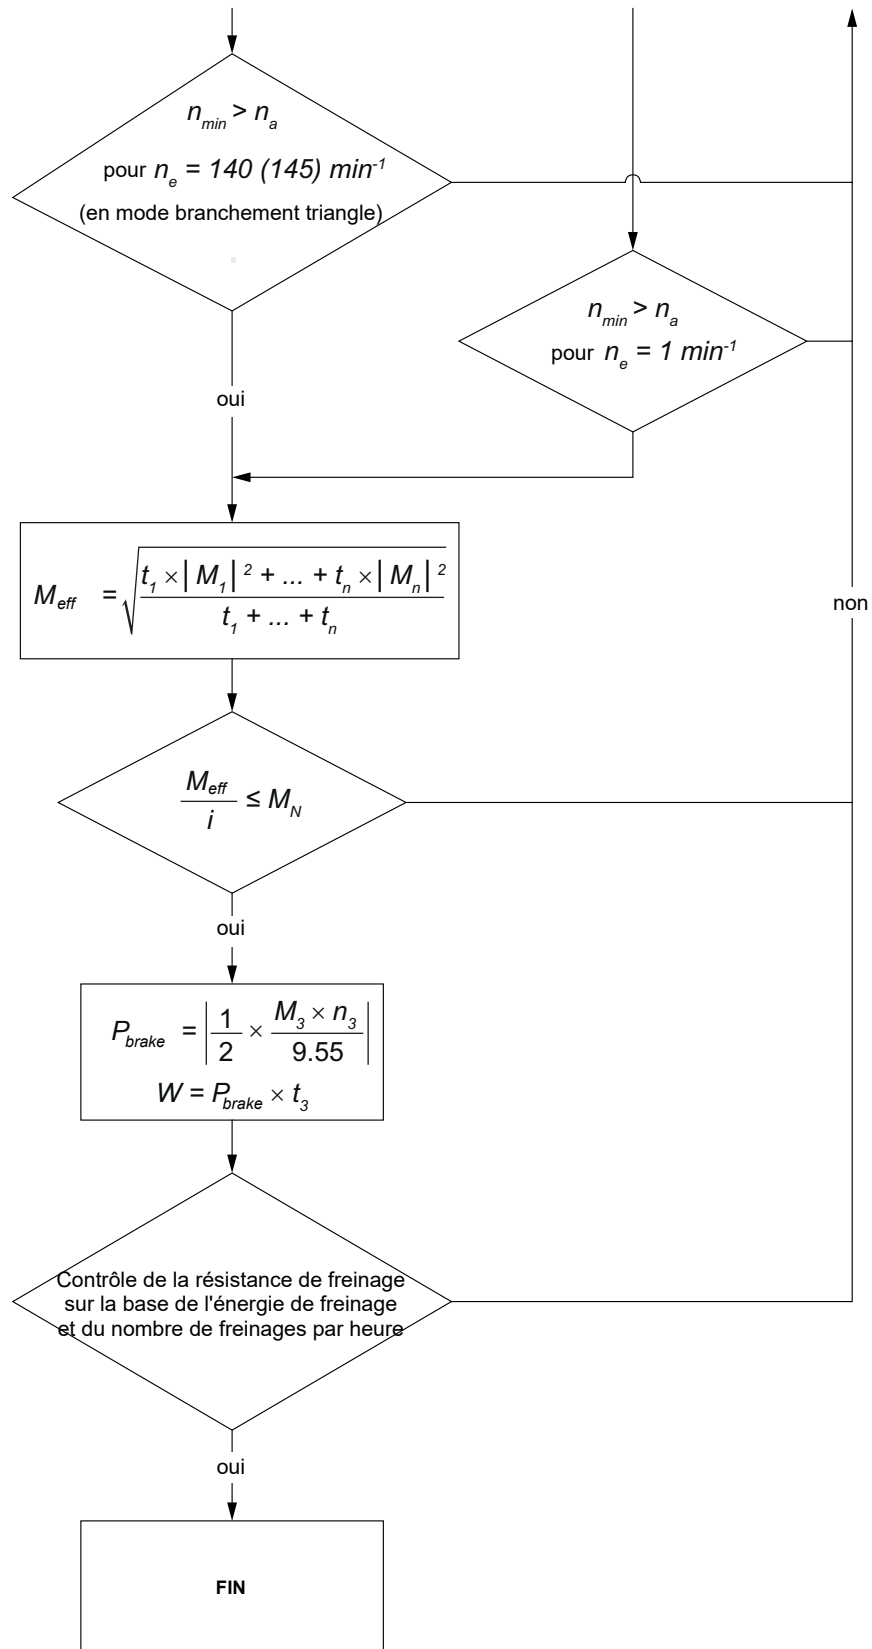 n_min > n_a
pour n_e = 140 (145) min⁻¹
(en mode branchement triangle)
n_min > n_a
pour n_e = 1 min⁻¹
oui
M_eff = √((t_1 × |M_1|² + ... + t_n × |M_n|²) / (t_1 + ... + t_n))
non
M_eff / i ≤ M_N
oui
P_brake = |1/2 × (M_3 × n_3)/9.55|
W = P_brake × t_3
Contrôle de la résistance de freinage
sur la base de l'énergie de freinage
et du nombre de freinages par heure
oui
FIN